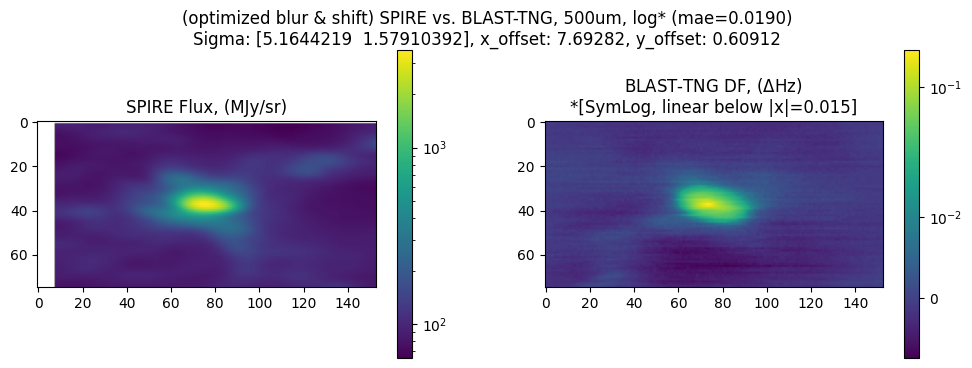 (optimized blur & shift) SPIRE vs. BLAST-TNG, 500um, log* (mae=0.0190)
Sigma: [5.1644219  1.57910392], x_offset: 7.69282, y_offset: 0.60912
SPIRE Flux, (MJy/sr)
0
20
40
60
0 20 40 60 80 100 120 140
10³
10²
BLAST-TNG DF, (ΔHz)
*[SymLog, linear below |x|=0.015]
0
20
40
60
0 20 40 60 80 100 120 140
10⁻¹
10⁻²
0